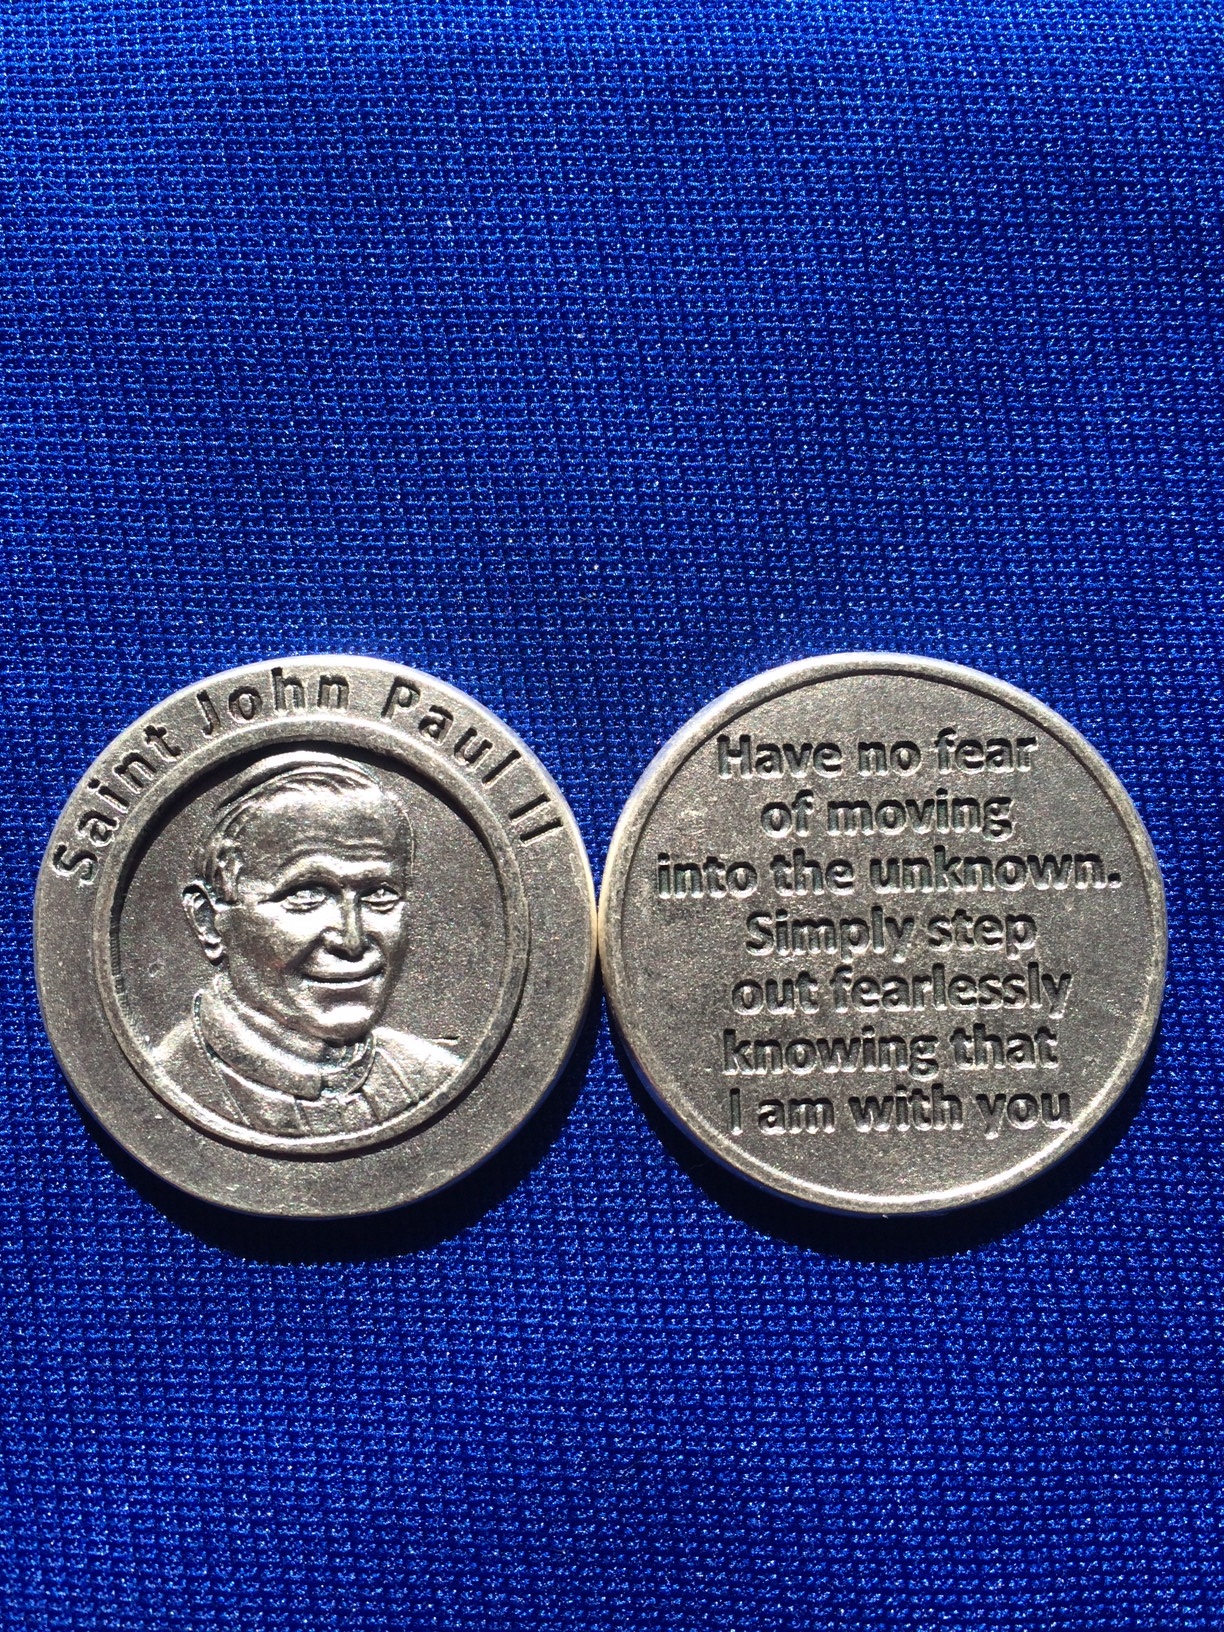 Saint John Paul II
Have no fear
of moving
into the unknown.
Simply step
out fearlessly
knowing that
I am with you